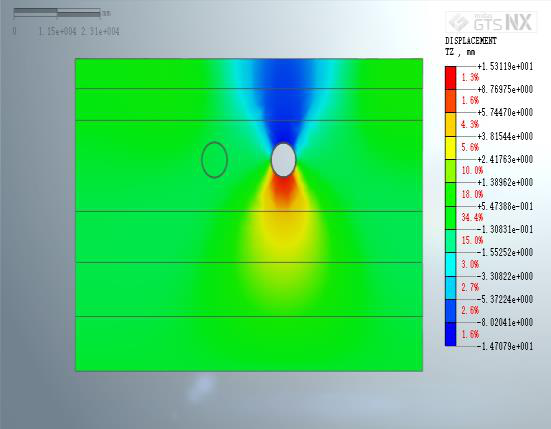 mm
0 1.15e+004 2.31e+004
midas
GTS NX
DISPLACEMENT
TZ , mm
+1.53119e+001
1.3%
+8.76975e+000
1.6%
+5.74470e+000
4.3%
+3.81544e+000
5.6%
+2.41763e+000
10.0%
+1.38962e+000
18.0%
+5.47388e-001
34.4%
-1.30831e-001
15.0%
-1.55252e+000
3.0%
-3.30822e+000
2.7%
-5.37224e+000
2.6%
-8.02041e+000
1.6%
-1.47079e+001